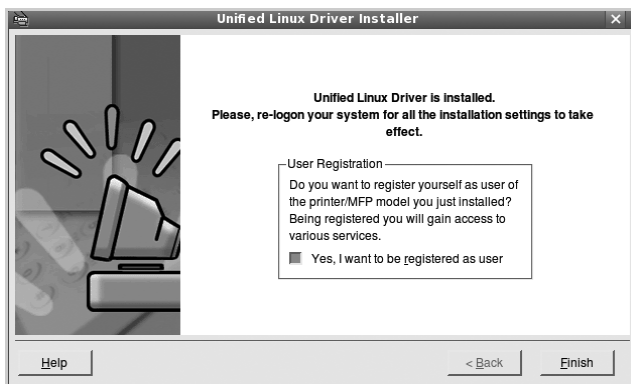 Unified Linux Driver Installer
Unified Linux Driver is installed.
Please, re-logon your system for all the installation settings to take
effect.
User Registration
Do you want to register yourself as user of
the printer/MFP model you just installed?
Being registered you will gain access to
various services.
Yes, I want to be registered as user
Help
< Back
Finish